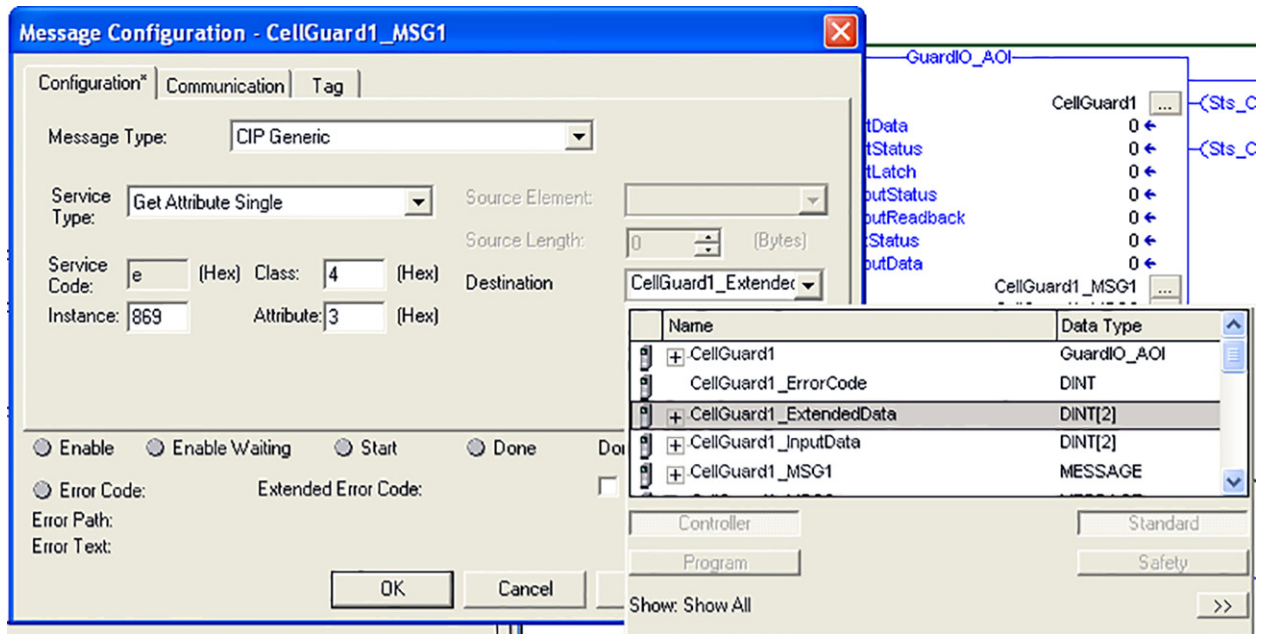 Message Configuration - CellGuard1_MSG1
Configuration* Communication Tag
Message Type: CIP Generic
Service Type: Get Attribute Single
Source Element:
Source Length: 0 (Bytes)
Service Code: e (Hex) Class: 4 (Hex)
Destination CellGuard1_Extended
Instance: 869 Attribute: 3 (Hex)
Enable Enable Waiting Start Done
Error Code: Extended Error Code:
Error Path:
Error Text:
OK Cancel
GuardIO_AOI
CellGuard1 ... (Sts_C
tData 0
tStatus 0 (Sts_C
tLatch 0
putStatus 0
putReadback 0
tStatus 0
putData 0
CellGuard1_MSG1 ...
Name Data Type
CellGuard1 GuardIO_AOI
CellGuard1_ErrorCode DINT
CellGuard1_ExtendedData DINT[2]
CellGuard1_InputData DINT[2]
CellGuard1_MSG1 MESSAGE
Controller Standard
Program Safety
Show: Show All >>